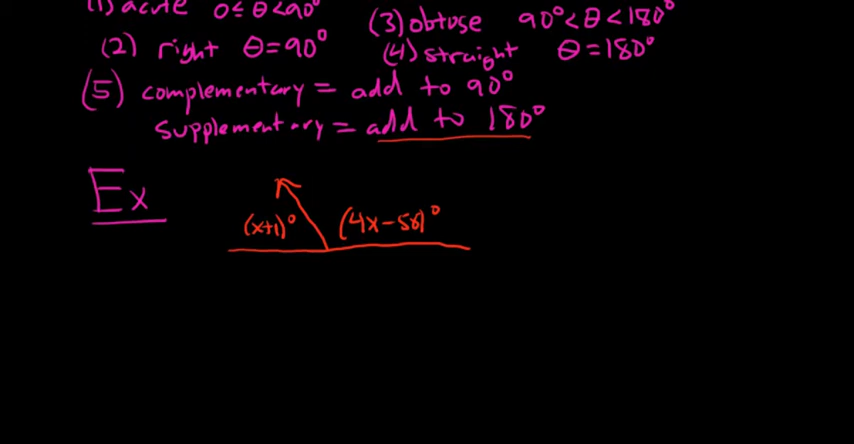 (1) acute 0≤θ<90°
(3) obtuse 90°<θ<180°
(2) right θ=90°
(4) straight θ=180°
(5) complementary = add to 90°
supplementary = add to 180°
Ex
(x+1)° (4x-56)°